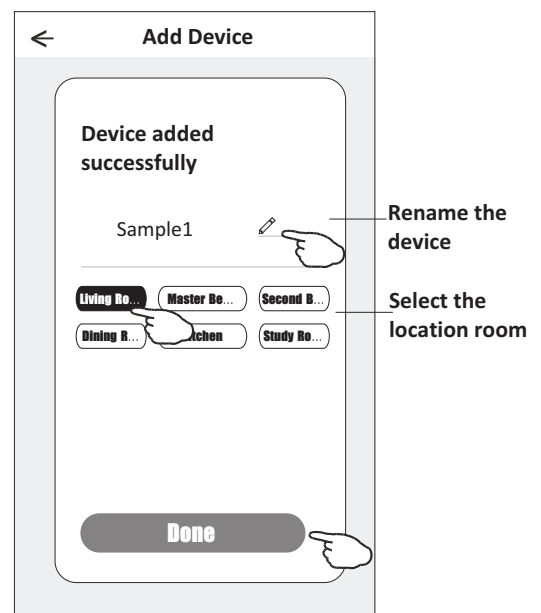 Add Device
Device added
successfully
Sample1
Rename the
device
Living Ro...
Master Be...
Second B...
Select the
location room
Dining R...
tchen
Study Ro...
Done